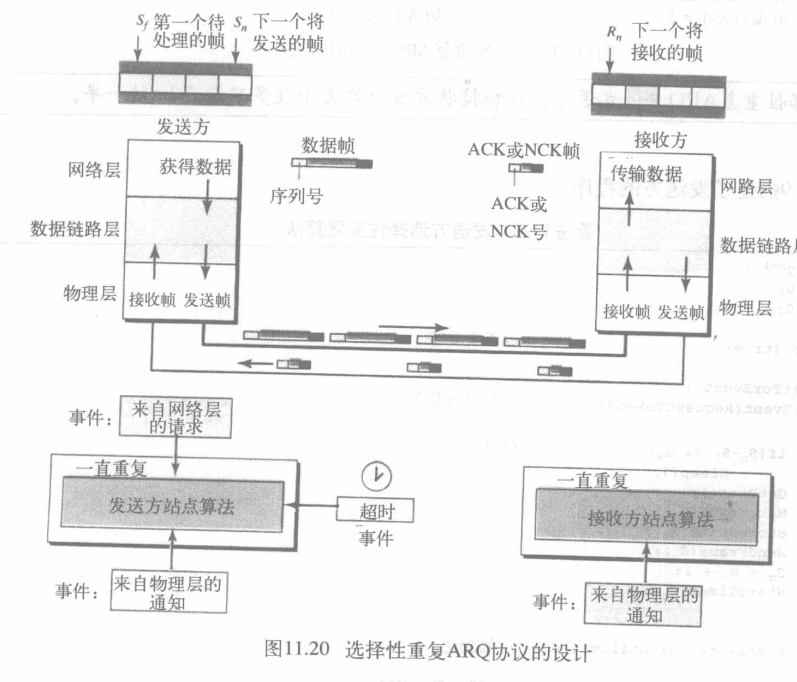 Sf 第一个待
处理的帧
Sn 下一个将
发送的帧
Rn 下一个将
接收的帧
发送方
接收方
网络层
获得数据
数据帧
序列号
ACK或NCK帧
ACK或
NCK号
传输数据
网路层
数据链路层
数据链路层
物理层
接收帧 发送帧
接收帧 发送帧
物理层
事件：
来自网络层
的请求
一直重复
发送方站点算法
超时
事件
事件：
来自物理层的
通知
一直重复
接收方站点算法
事件：
来自物理层的
通知
图11.20 选择性重复ARQ协议的设计